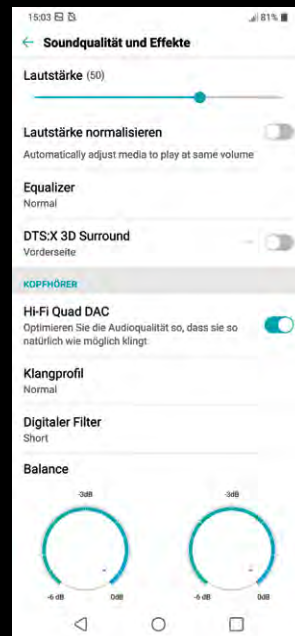 15:03 81%
← Soundqualität und Effekte
Lautstärke (50)
Lautstärke normalisieren
Automatically adjust media to play at same volume
Equalizer
Normal
DTS:X 3D Surround
Vorderseite
KOPFHÖRER
Hi-Fi Quad DAC
Optimieren Sie die Audioqualität so, dass sie so
natürlich wie möglich klingt
Klangprofil
Normal
Digitaler Filter
Short
Balance
-3dB -3dB
-6 dB 0dB -6 dB 0dB